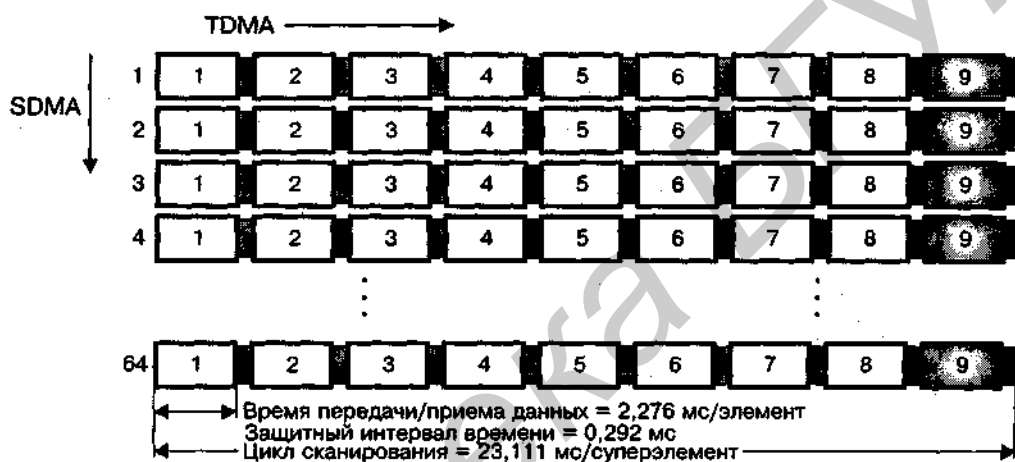 TDMA
SDMA
1 1 2 3 4 5 6 7 8 9
2 1 2 3 4 5 6 7 8 9
3 1 2 3 4 5 6 7 8 9
4 1 2 3 4 5 6 7 8 9
64 1 2 3 4 5 6 7 8 9
Время передачи/приема данных = 2,276 мс/элемент
Защитный интервал времени = 0,292 мс
Цикл сканирования = 23,111 мс/суперэлемент